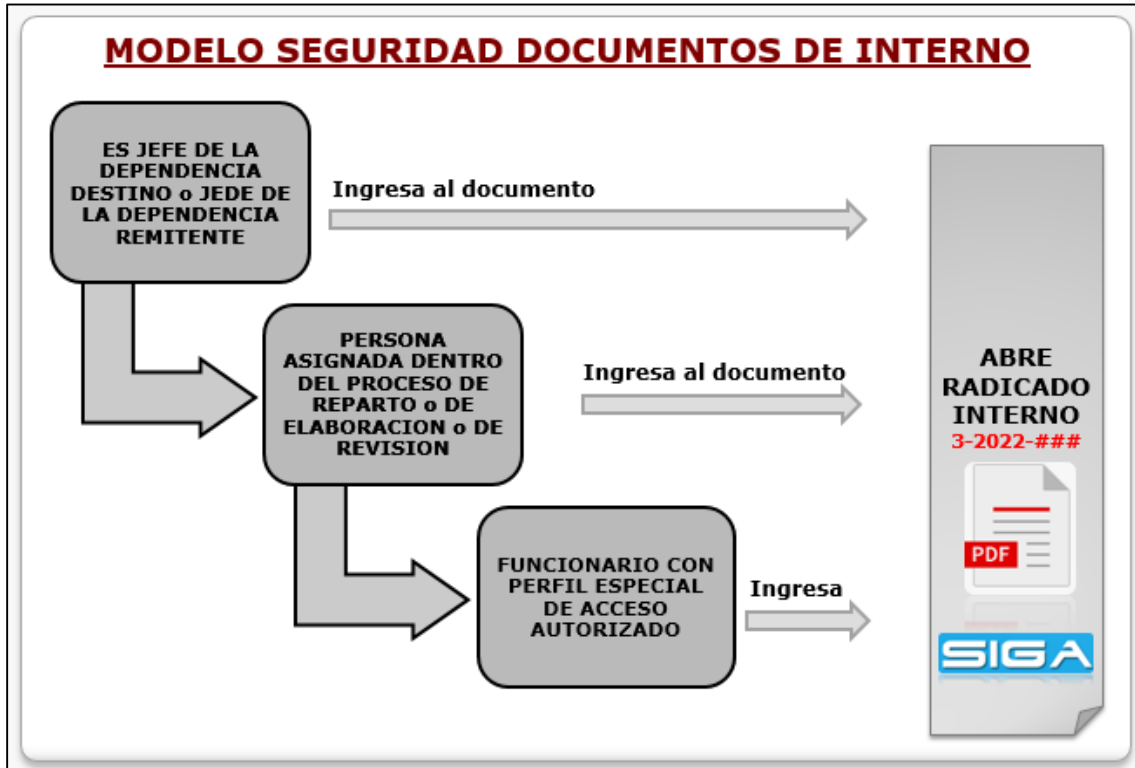 MODELO SEGURIDAD DOCUMENTOS DE INTERNO
ES JEFE DE LA
DEPENDENCIA
DESTINO o JEDE DE
LA DEPENDENCIA
REMITENTE
Ingresa al documento
PERSONA
ASIGNADA DENTRO
DEL PROCESO DE
REPARTO o DE
ELABORACION o DE
REVISION
Ingresa al documento
FUNCIONARIO CON
PERFIL ESPECIAL
DE ACCESO
AUTORIZADO
Ingresa
ABRE
RADICADO
INTERNO
3-2022-###
PDF
SIGA